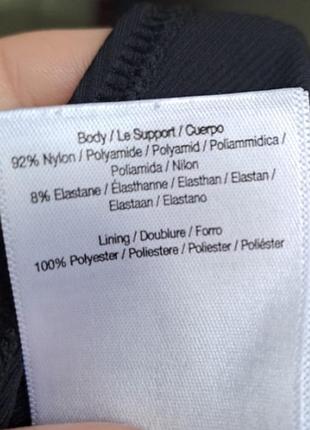 Body / Le Support / Cuerpo
92% Nylon / Polyamide / Polyamid / Poliammidica /
Poliamida / Nilon
8% Elastane / Élasthanne / Elasthan / Elastan /
Elastaan / Elastano
Lining / Doublure / Forro
100% Polyester / Poliestere / Poliester / Poliéster